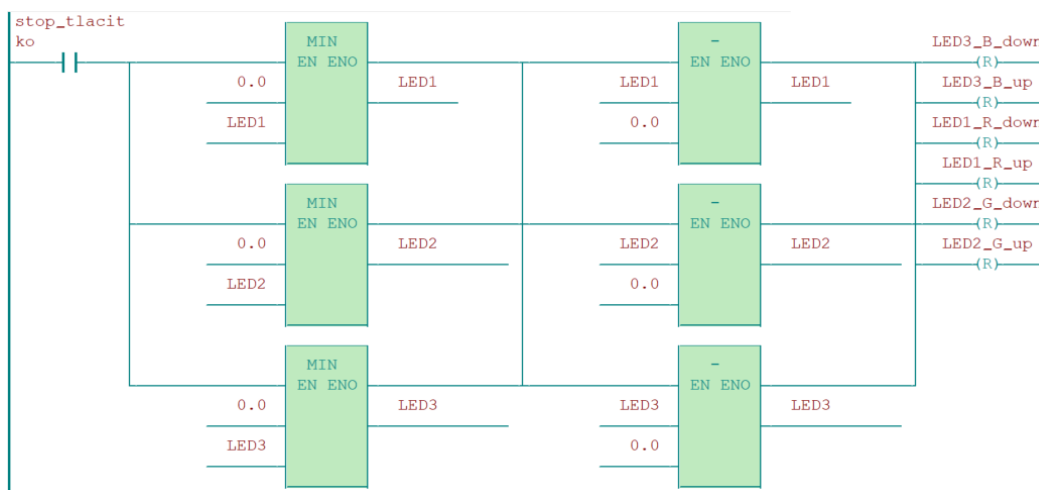 stop_tlacit
ko
MIN
EN ENO
0.0
LED1
LED1
-
EN ENO
LED1
0.0
LED1
LED3_B_down
(R)
LED3_B_up
(R)
LED1_R_down
(R)
LED1_R_up
(R)
LED2_G_down
(R)
LED2_G_up
(R)
MIN
EN ENO
0.0
LED2
LED2
-
EN ENO
LED2
0.0
LED2
MIN
EN ENO
0.0
LED3
LED3
-
EN ENO
LED3
0.0
LED3